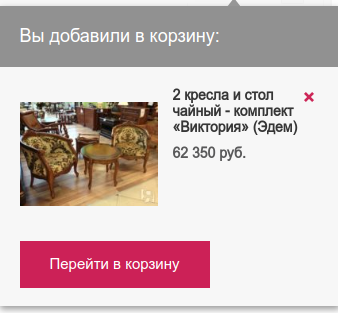 Вы добавили в корзину:
2 кресла и стол
чайный - комплект
«Виктория» (Эдем)
62 350 руб.
Перейти в корзину